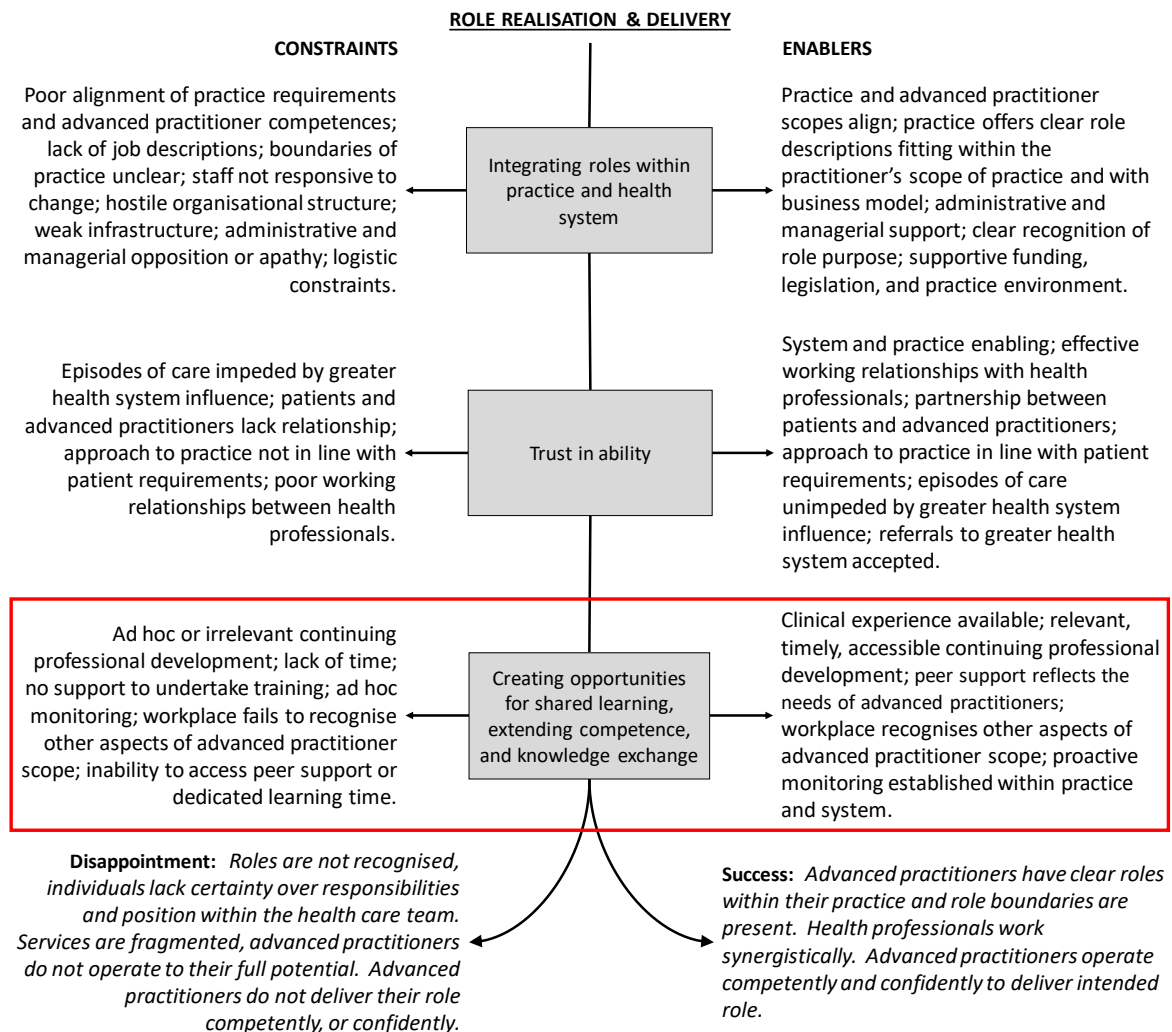 ROLE REALISATION & DELIVERY
CONSTRAINTS
ENABLERS
Poor alignment of practice requirements
and advanced practitioner competences;
lack of job descriptions; boundaries of
practice unclear; staff not responsive to
change; hostile organisational structure;
weak infrastructure; administrative and
managerial opposition or apathy; logistic
constraints.
Integrating roles within
practice and health
system
Practice and advanced practitioner
scopes align; practice offers clear role
descriptions fitting within the
practitioner’s scope of practice and with
business model; administrative and
managerial support; clear recognition of
role purpose; supportive funding,
legislation, and practice environment.
Episodes of care impeded by greater
health system influence; patients and
advanced practitioners lack relationship;
approach to practice not in line with
patient requirements; poor working
relationships between health
professionals.
Trust in ability
System and practice enabling; effective
working relationships with health
professionals; partnership between
patients and advanced practitioners;
approach to practice in line with patient
requirements; episodes of care
unimpeded by greater health system
influence; referrals to greater health
system accepted.
Ad hoc or irrelevant continuing
professional development; lack of time;
no support to undertake training; ad hoc
monitoring; workplace fails to recognise
other aspects of advanced practitioner
scope; inability to access peer support or
dedicated learning time.
Creating opportunities
for shared learning,
extending competence,
and knowledge exchange
Clinical experience available; relevant,
timely, accessible continuing professional
development; peer support reflects the
needs of advanced practitioners;
workplace recognises other aspects of
advanced practitioner scope; proactive
monitoring established within practice
and system.
Disappointment: Roles are not recognised,
individuals lack certainty over responsibilities
and position within the health care team.
Services are fragmented, advanced practitioners
do not operate to their full potential. Advanced
practitioners do not deliver their role
competently, or confidently.
Success: Advanced practitioners have clear roles
within their practice and role boundaries are
present. Health professionals work
synergistically. Advanced practitioners operate
competently and confidently to deliver intended
role.